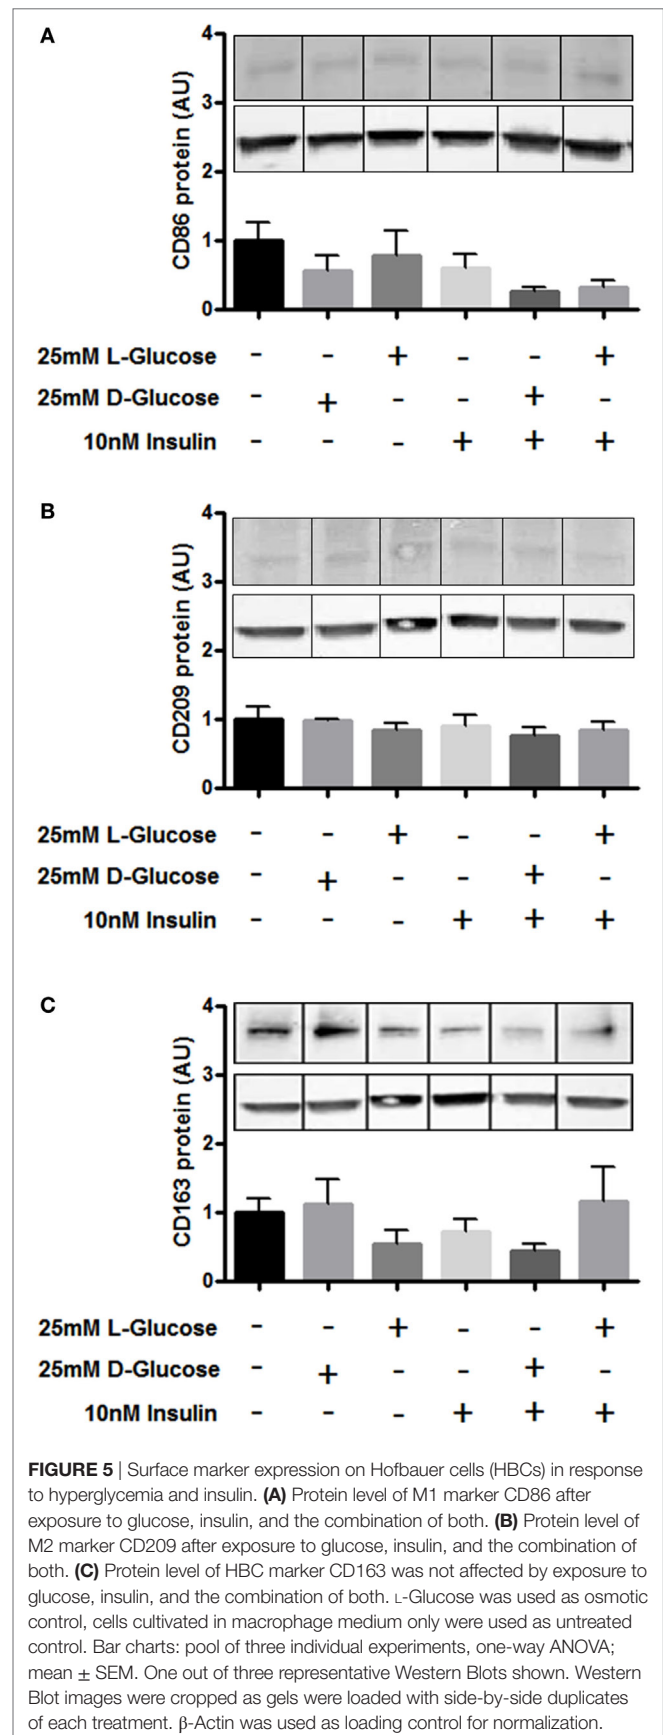 A
4
3
2
1
0
CD86 protein (AU)
25mM L-Glucose - - + - - +
25mM D-Glucose - + - - + -
10nM Insulin - - - + + +
B
4
3
2
1
0
CD209 protein (AU)
25mM L-Glucose - - + - - +
25mM D-Glucose - + - - + -
10nM Insulin - - - + + +
C
4
3
2
1
0
CD163 protein (AU)
25mM L-Glucose - - + - - +
25mM D-Glucose - + - - + -
10nM Insulin - - - + + +
FIGURE 5 | Surface marker expression on Hofbauer cells (HBCs) in response
to hyperglycemia and insulin. (A) Protein level of M1 marker CD86 after
exposure to glucose, insulin, and the combination of both. (B) Protein level of
M2 marker CD209 after exposure to glucose, insulin, and the combination of
both. (C) Protein level of HBC marker CD163 was not affected by exposure to
glucose, insulin, and the combination of both. L-Glucose was used as osmotic
control, cells cultivated in macrophage medium only were used as untreated
control. Bar charts: pool of three individual experiments, one-way ANOVA;
mean ± SEM. One out of three representative Western Blots shown. Western
Blot images were cropped as gels were loaded with side-by-side duplicates
of each treatment. β-Actin was used as loading control for normalization.